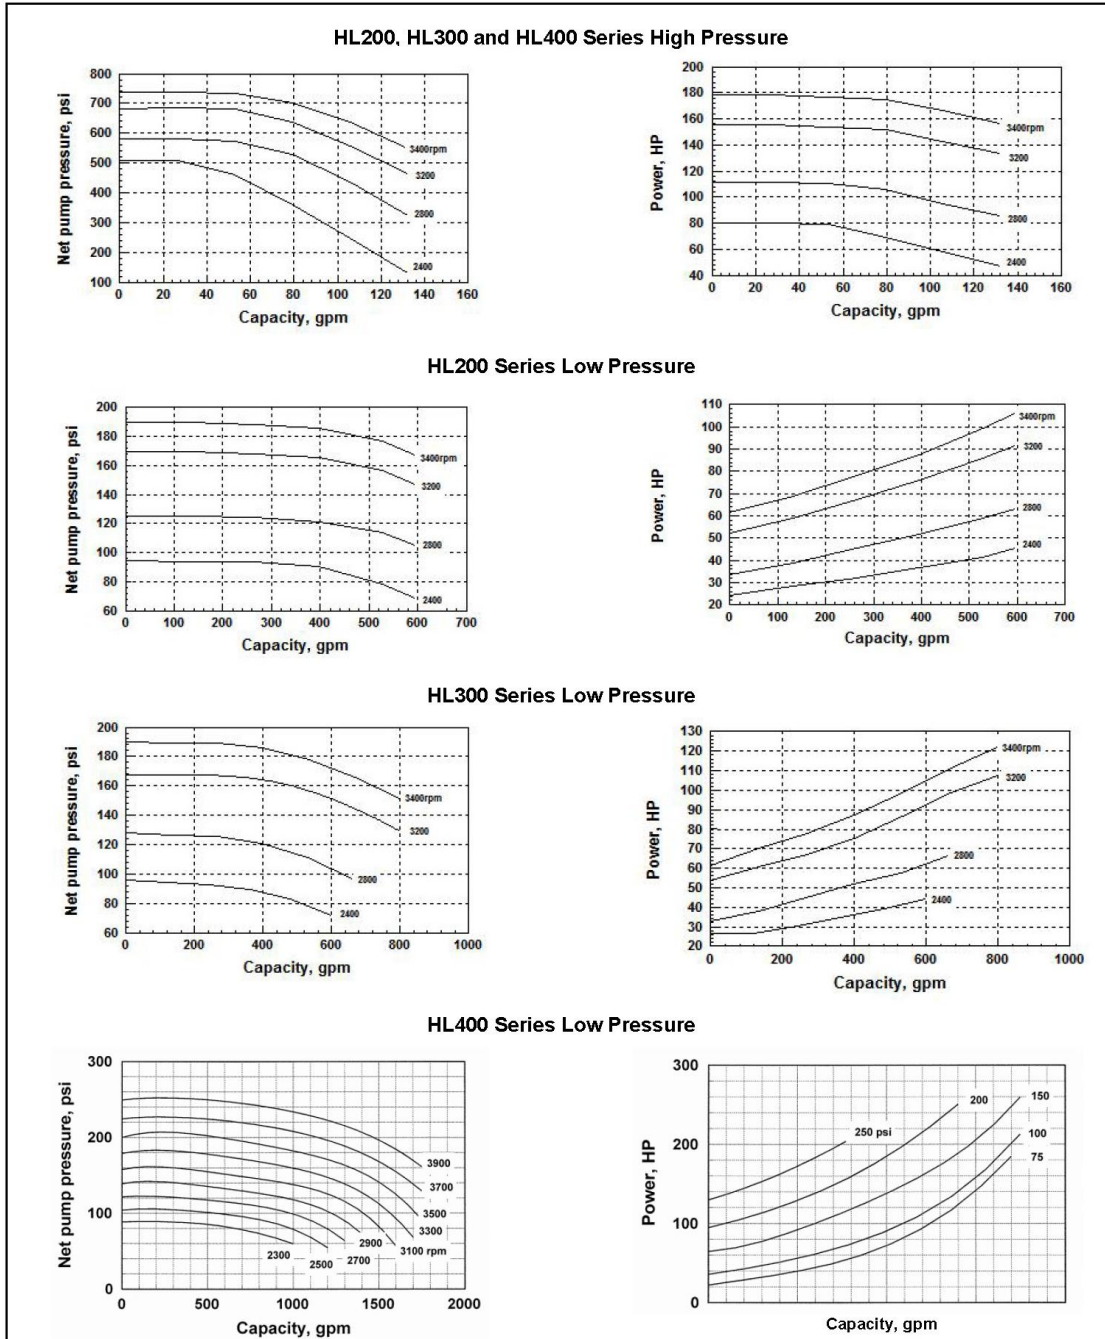 HL200, HL300 and HL400 Series High Pressure
Net pump pressure, psi
800
700
600
500
400
300
200
100
0 20 40 60 80 100 120 140 160
3400rpm
3200
2800
2400
Capacity, gpm
Power, HP
200
180
160
140
120
100
80
60
40
0 20 40 60 80 100 120 140 160
3400rpm
3200
2800
2400
Capacity, gpm
HL200 Series Low Pressure
Net pump pressure, psi
200
180
160
140
120
100
80
60
0 100 200 300 400 500 600 700
3400rpm
3200
2800
2400
Capacity, gpm
Power, HP
110
100
90
80
70
60
50
40
30
20
0 100 200 300 400 500 600 700
3400rpm
3200
2800
2400
Capacity, gpm
HL300 Series Low Pressure
Net pump pressure, psi
200
180
160
140
120
100
80
60
0 200 400 600 800 1000
3400rpm
3200
2800
2400
Capacity, gpm
Power, HP
130
120
110
100
90
80
70
60
50
40
30
20
0 200 400 600 800 1000
3400rpm
3200
2800
2400
Capacity, gpm
HL400 Series Low Pressure
Net pump pressure, psi
300
200
100
0
0 500 1000 1500 2000
3900
3700
3500
3300
3100 rpm
2900
2700
2500
2300
Capacity, gpm
Power, HP
300
200
100
0
250 psi
200
150
100
75
Capacity, gpm